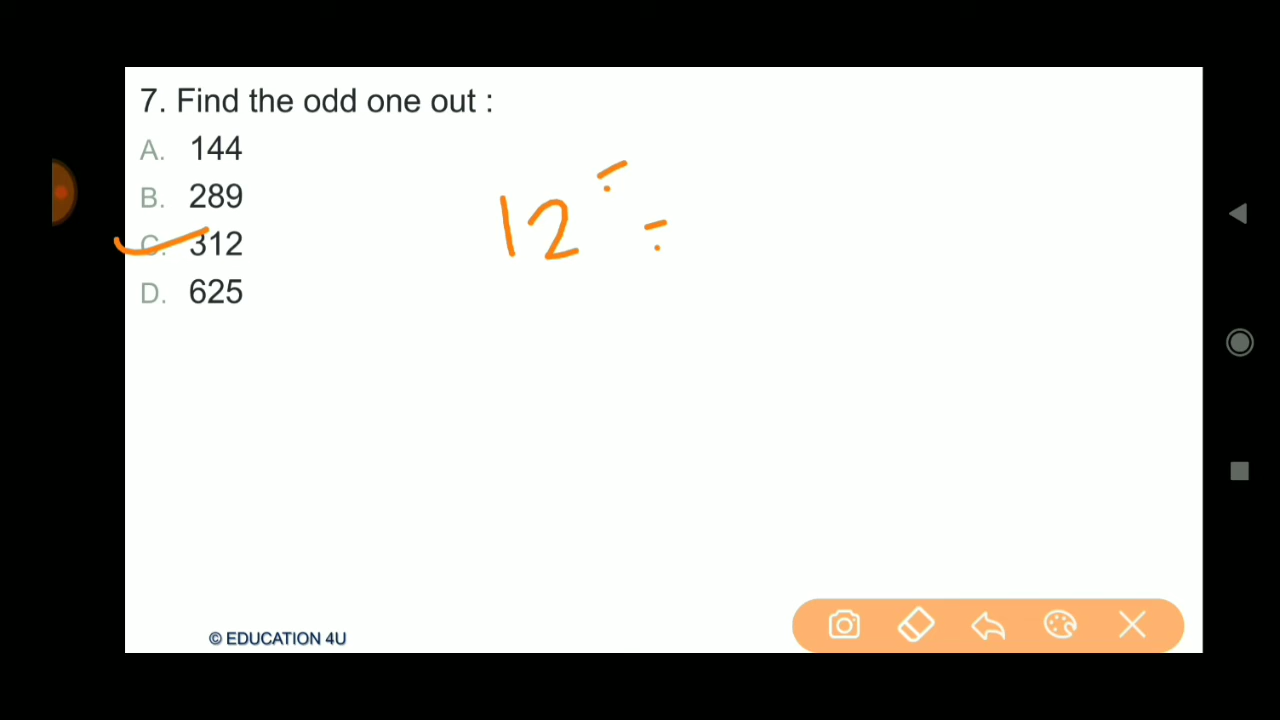 7. Find the odd one out :
A. 144
B. 289
C. 312
D. 625
12
© EDUCATION 4U